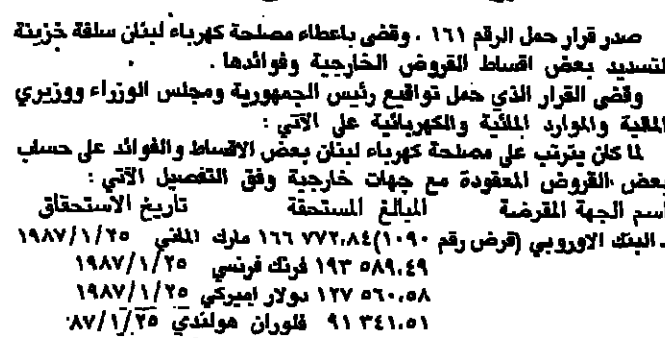 صدر قرار حمل الرقم ١٦١ . وقضى باعطاء مصلحة كهرباء لبنان سلفة خزينة
لتسديد بعض اقساط القروض الخارجية وفوائدها .
وقضى القرار الذي حمل تواقيع رئيس الجمهورية ومجلس الوزراء ووزيري
المالية والموارد المائية والكهربائية على الآتي :
لما كان يترتب على مصلحة كهرباء لبنان بعض الاقساط والفوائد على حساب
بعض القروض المعقودة مع جهات خارجية وفق التفصيل الآتي :
اسم الجهة المقرضة المبالغ المستحقة تاريخ الاستحقاق
ـ البنك الاوروبي (قرض رقم ١٠٩٠) ١٦٦ ٧٧٢،٨٤ مارك الماني ١٩٨٧/١/٢٥
١٩٣ ٥٨٩،٤٩ فرنك فرنسي ١٩٨٧/١/٢٥
١٢٧ ٥٦٠،٥٨ دولار اميركي ١٩٨٧/١/٢٥
٩١ ٣٤١،٥١ فلوران هولندي ٨٧/١/٢٥